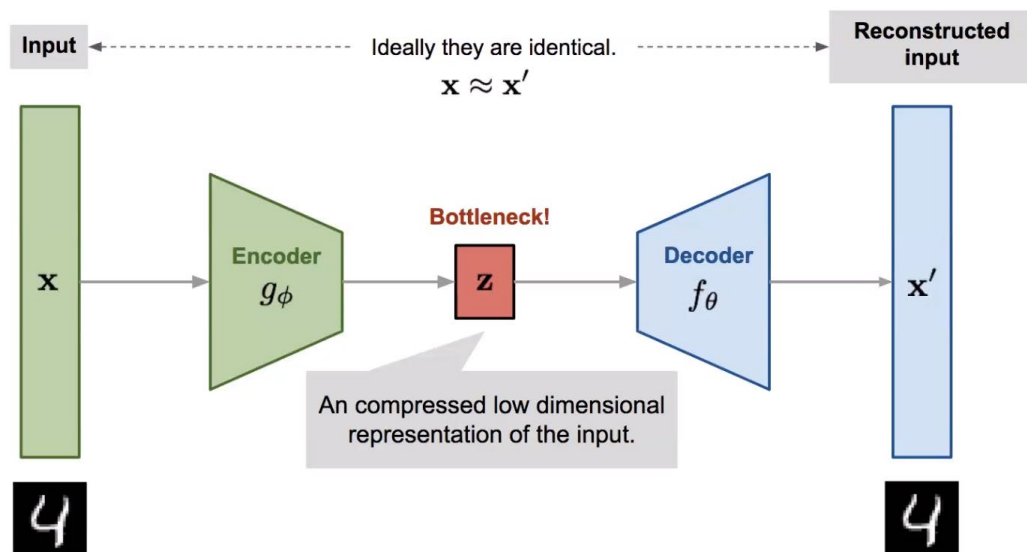 Input
Ideally they are identical.
x ≈ x′
Reconstructed
input
Bottleneck!
x
Encoder
gϕ
z
Decoder
fθ
x′
An compressed low dimensional
representation of the input.
4
4